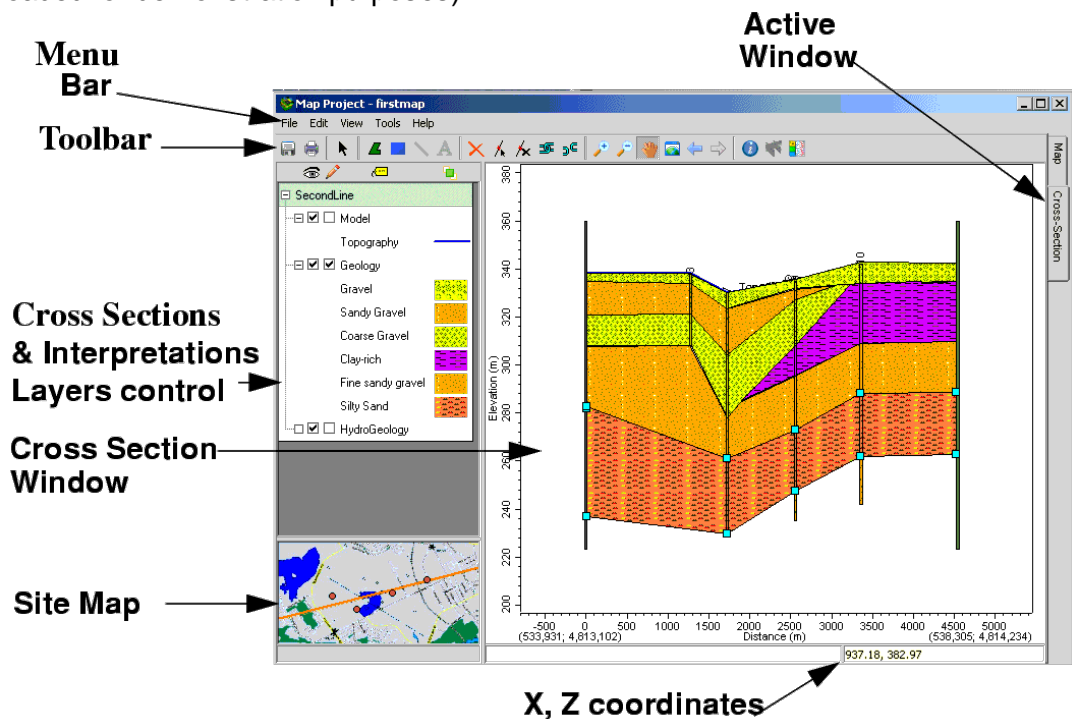 Active
Window
Menu
Bar
Map Project - firstmap
File Edit View Tools Help
Toolbar
Map
Cross-Section
SecondLine
Model
Topography
Geology
Gravel
Sandy Gravel
Coarse Gravel
Clay-rich
Fine sandy gravel
Silty Sand
HydroGeology
Cross Sections
& Interpretations
Layers control
Cross Section
Window
Site Map
Elevation (m)
380
360
340
320
300
280
260
240
220
200
10
-500 0 500 1000 1500 2000 2500 3000 3500 4000 4500 5000
(533,931; 4,813,102) Distance (m) (538,305; 4,814,234)
937.18, 382.97
X, Z coordinates